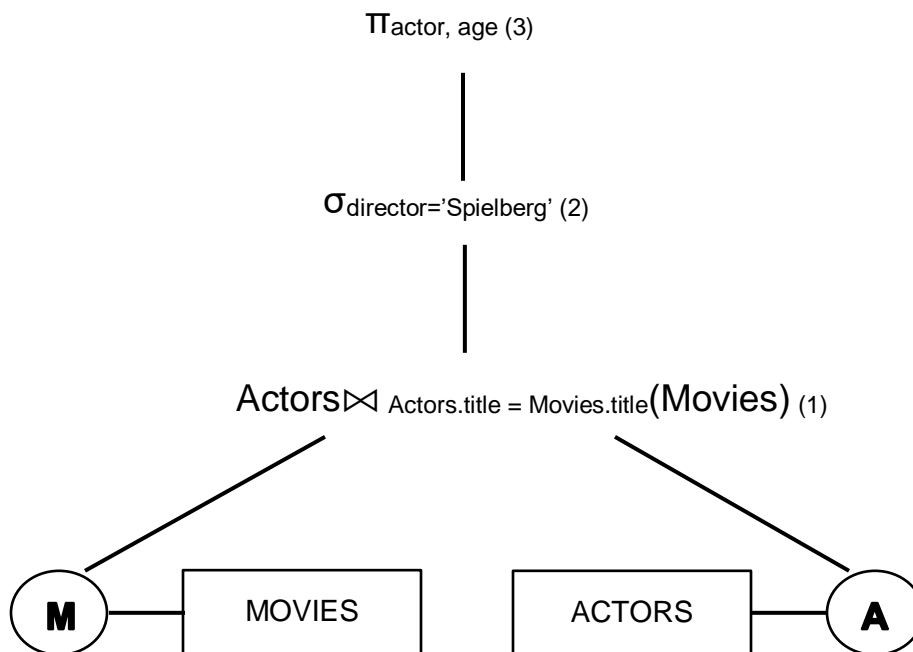 πactor, age (3)
σdirector=’Spielberg’ (2)
Actors⋈ Actors.title = Movies.title(Movies) (1)
M MOVIES ACTORS A